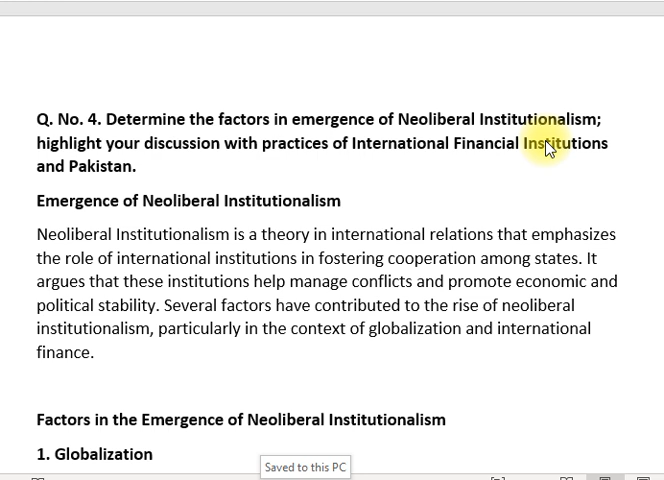 Q. No. 4. Determine the factors in emergence of Neoliberal Institutionalism;
highlight your discussion with practices of International Financial Institutions
and Pakistan.
Emergence of Neoliberal Institutionalism
Neoliberal Institutionalism is a theory in international relations that emphasizes
the role of international institutions in fostering cooperation among states. It
argues that these institutions help manage conflicts and promote economic and
political stability. Several factors have contributed to the rise of neoliberal
institutionalism, particularly in the context of globalization and international
finance.
Factors in the Emergence of Neoliberal Institutionalism
1. Globalization
Saved to this PC